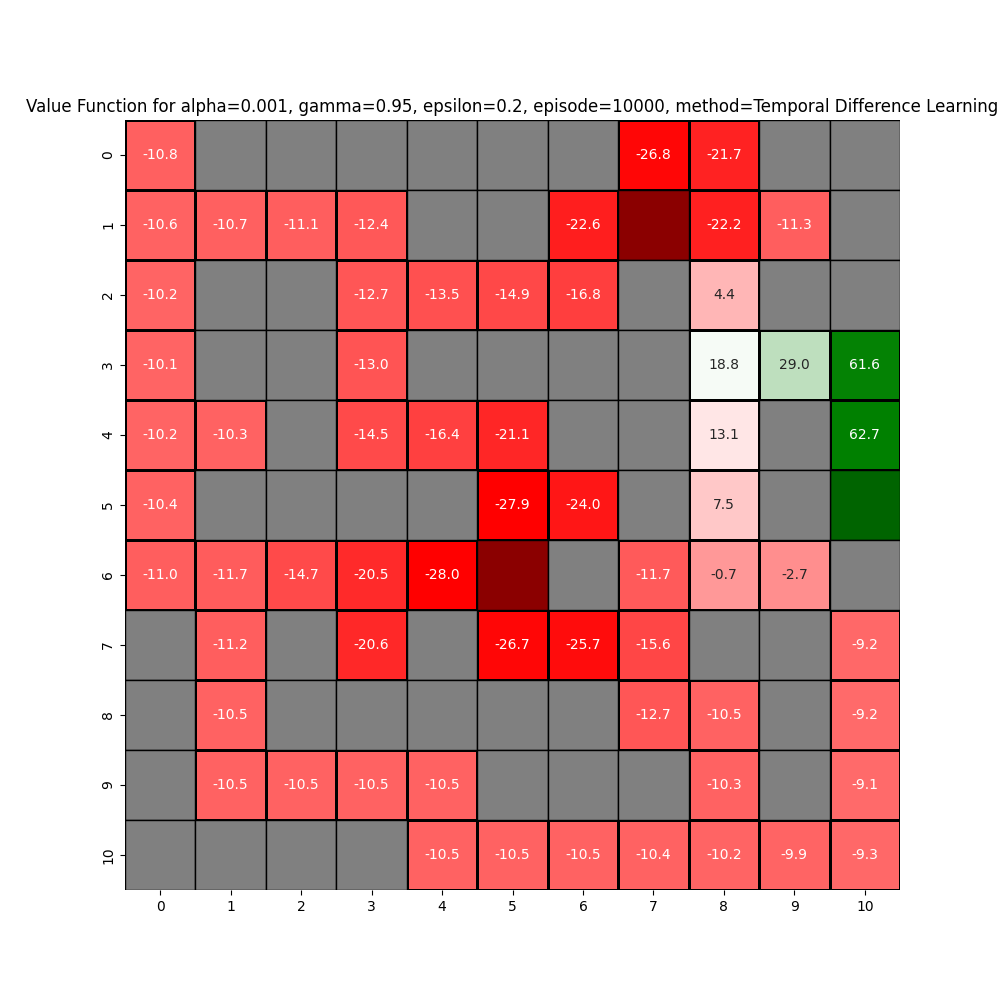 Value Function for alpha=0.001, gamma=0.95, epsilon=0.2, episode=10000, method=Temporal Difference Learning
0 -10.8 -26.8 -21.7
1 -10.6 -10.7 -11.1 -12.4 -22.6 -22.2 -11.3
2 -10.2 -12.7 -13.5 -14.9 -16.8 4.4
3 -10.1 -13.0 18.8 29.0 61.6
4 -10.2 -10.3 -14.5 -16.4 -21.1 13.1 62.7
5 -10.4 -27.9 -24.0 7.5
6 -11.0 -11.7 -14.7 -20.5 -28.0 -11.7 -0.7 -2.7
7 -11.2 -20.6 -26.7 -25.7 -15.6 -9.2
8 -10.5 -12.7 -10.5 -9.2
9 -10.5 -10.5 -10.5 -10.5 -10.3 -9.1
10 -10.5 -10.5 -10.5 -10.4 -10.2 -9.9 -9.3
0 1 2 3 4 5 6 7 8 9 10